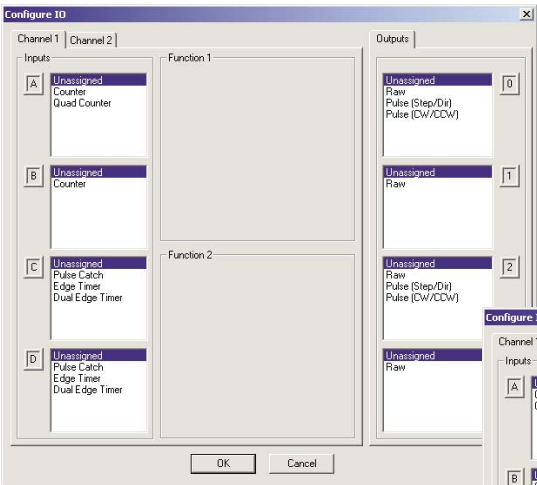 Configure IO
Channel 1
Channel 2
Outputs
Inputs
Function 1
A
Unassigned
Counter
Quad Counter
B
Unassigned
Counter
C
Unassigned
Pulse Catch
Edge Timer
Dual Edge Timer
D
Unassigned
Pulse Catch
Edge Timer
Dual Edge Timer
Function 2
Unassigned
Raw
Pulse (Step/Dir)
Pulse (CW/CCW)
0
Unassigned
Raw
1
Unassigned
Raw
Pulse (Step/Dir)
Pulse (CW/CCW)
2
Unassigned
Raw
OK
Cancel
Configure
Channel
Inputs
A
B